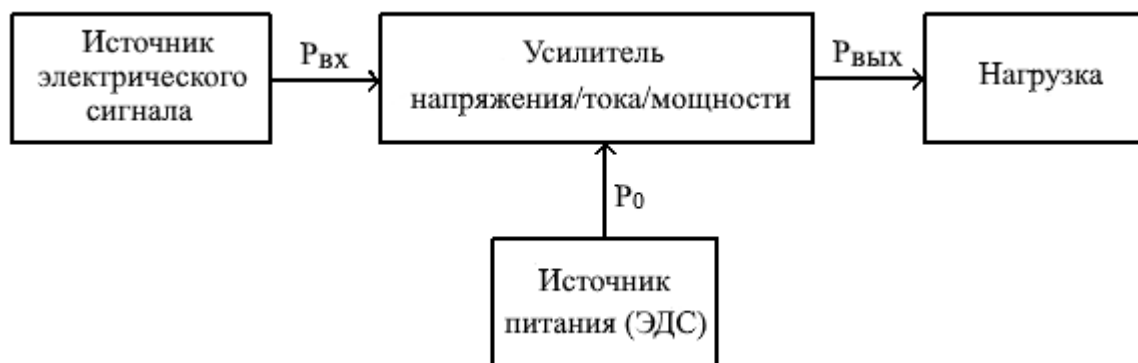 Источник
электрического
сигнала
Pвх
Усилитель
напряжения/тока/мощности
Pвых
Нагрузка
P0
Источник
питания (ЭДС)